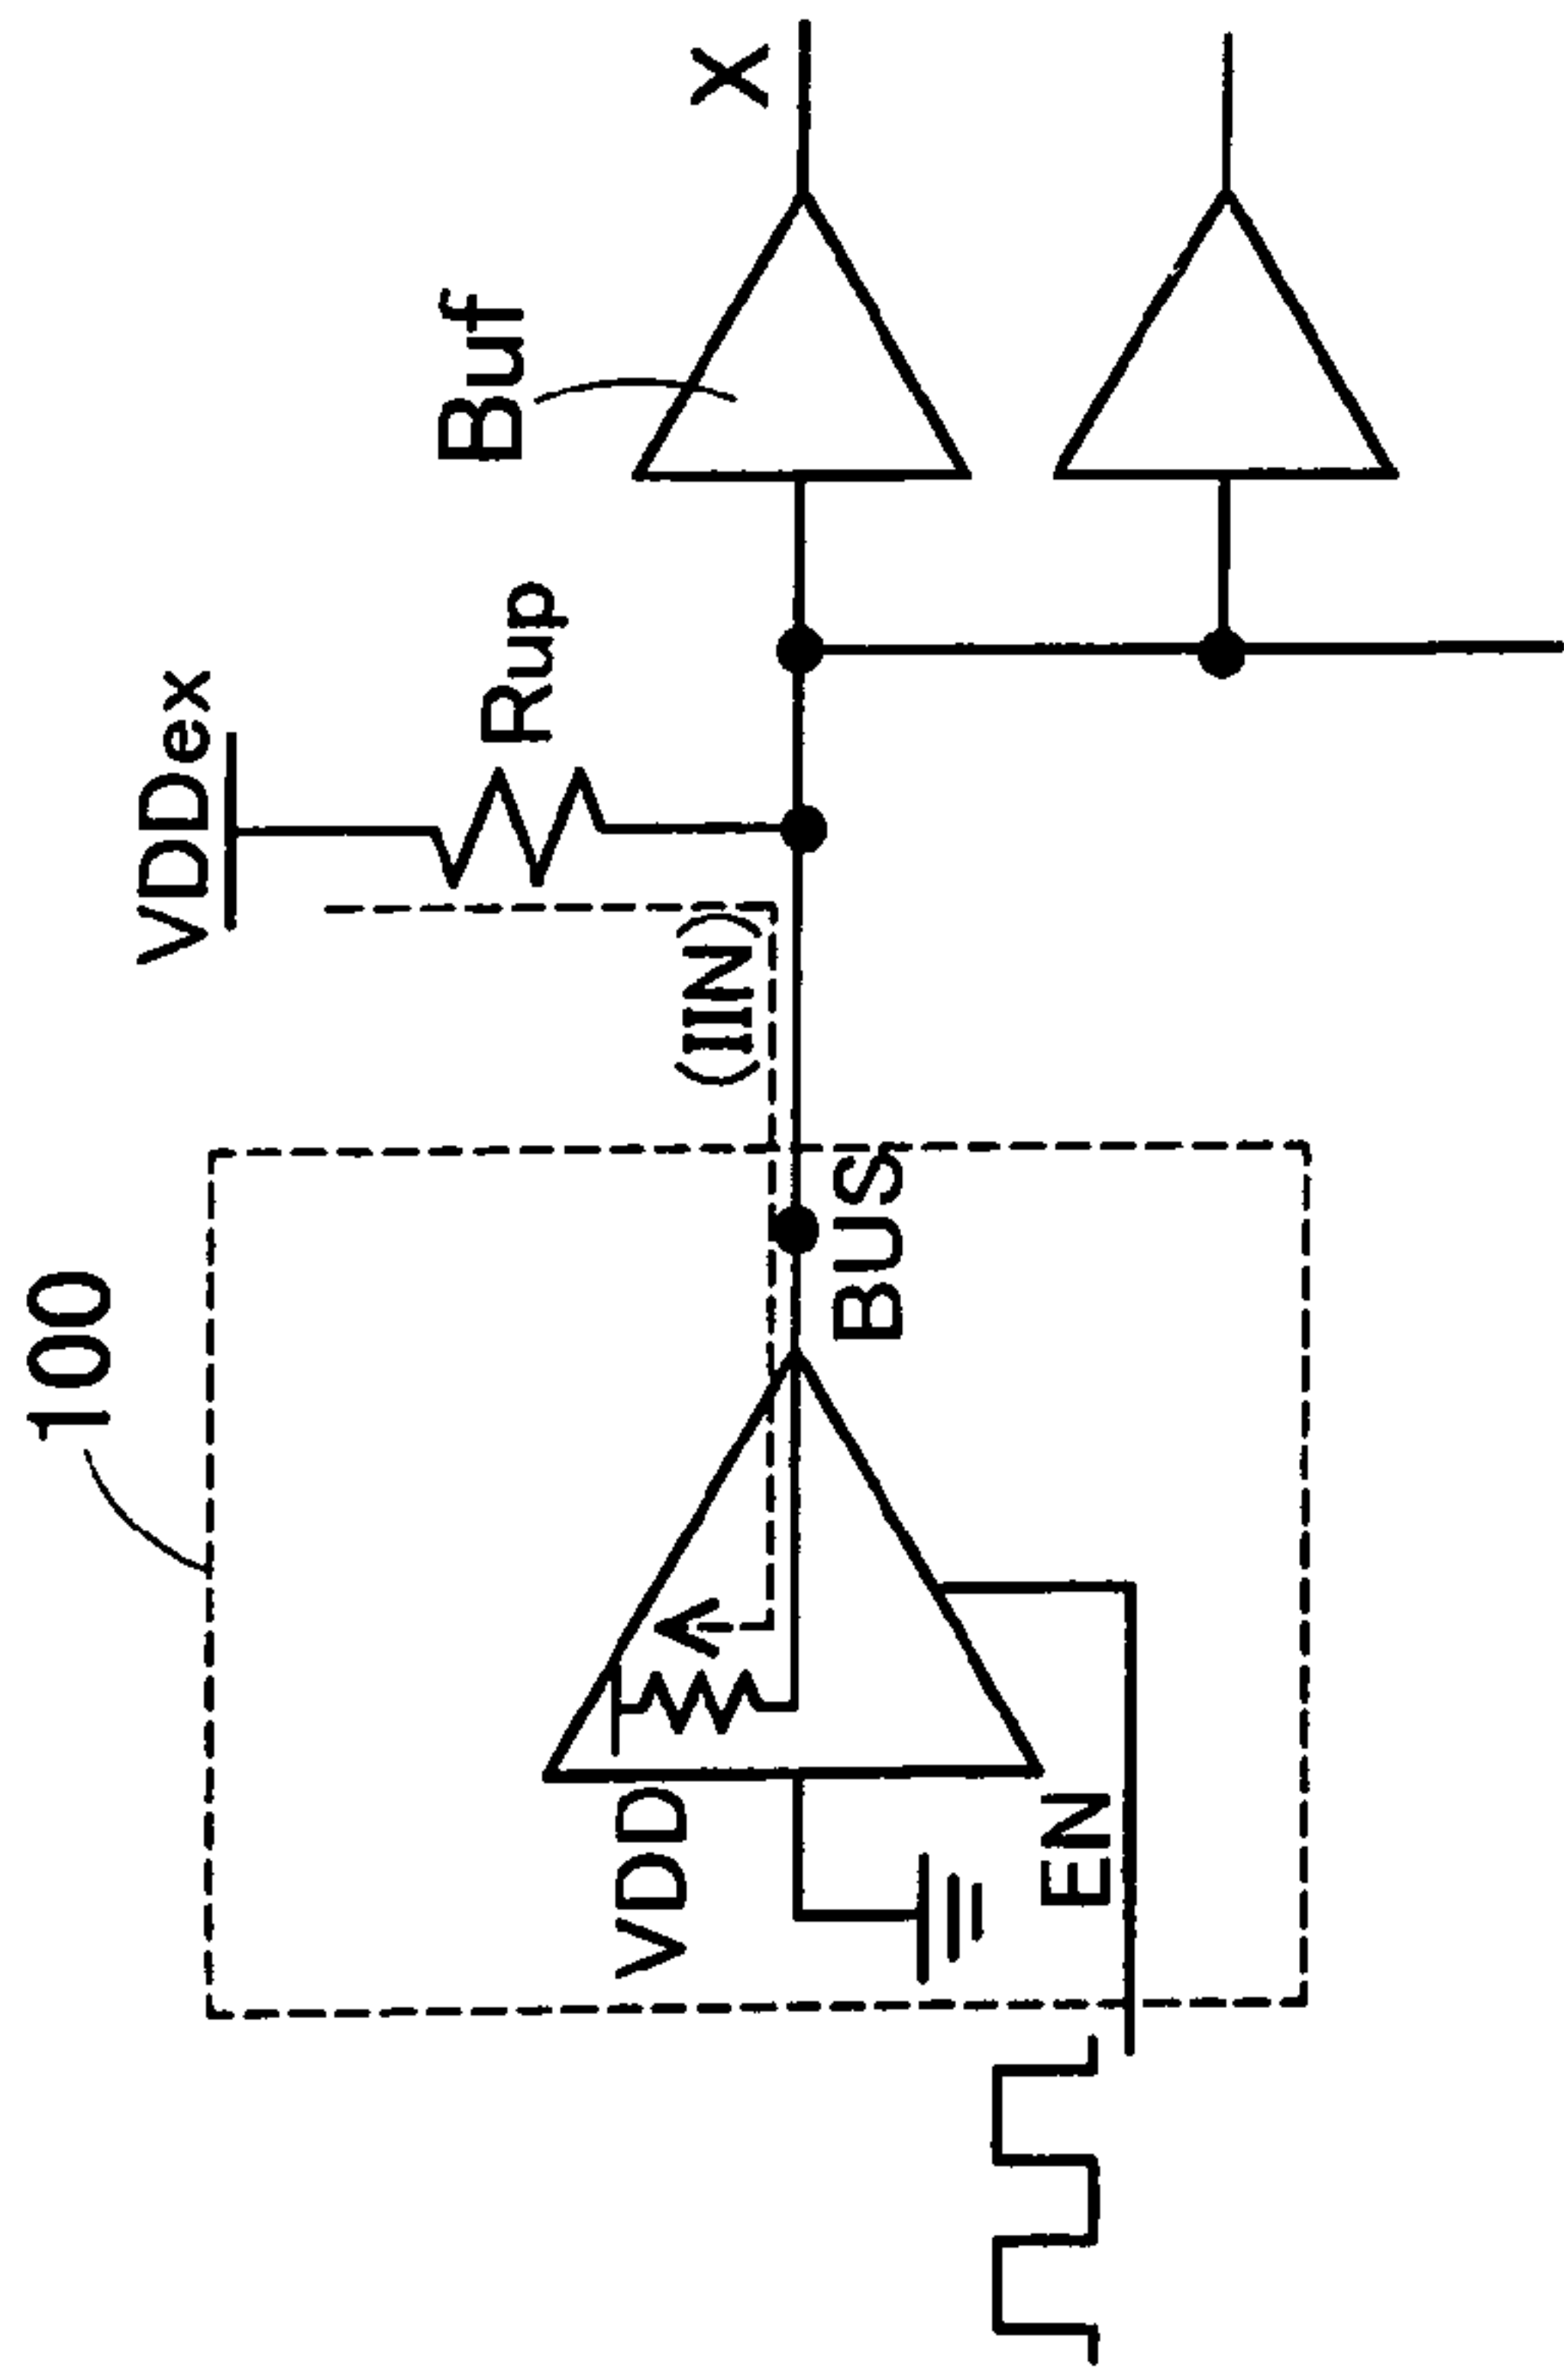 100
VDDex
Rup
Buf
X
(IIN)
BUS
VDD
EN